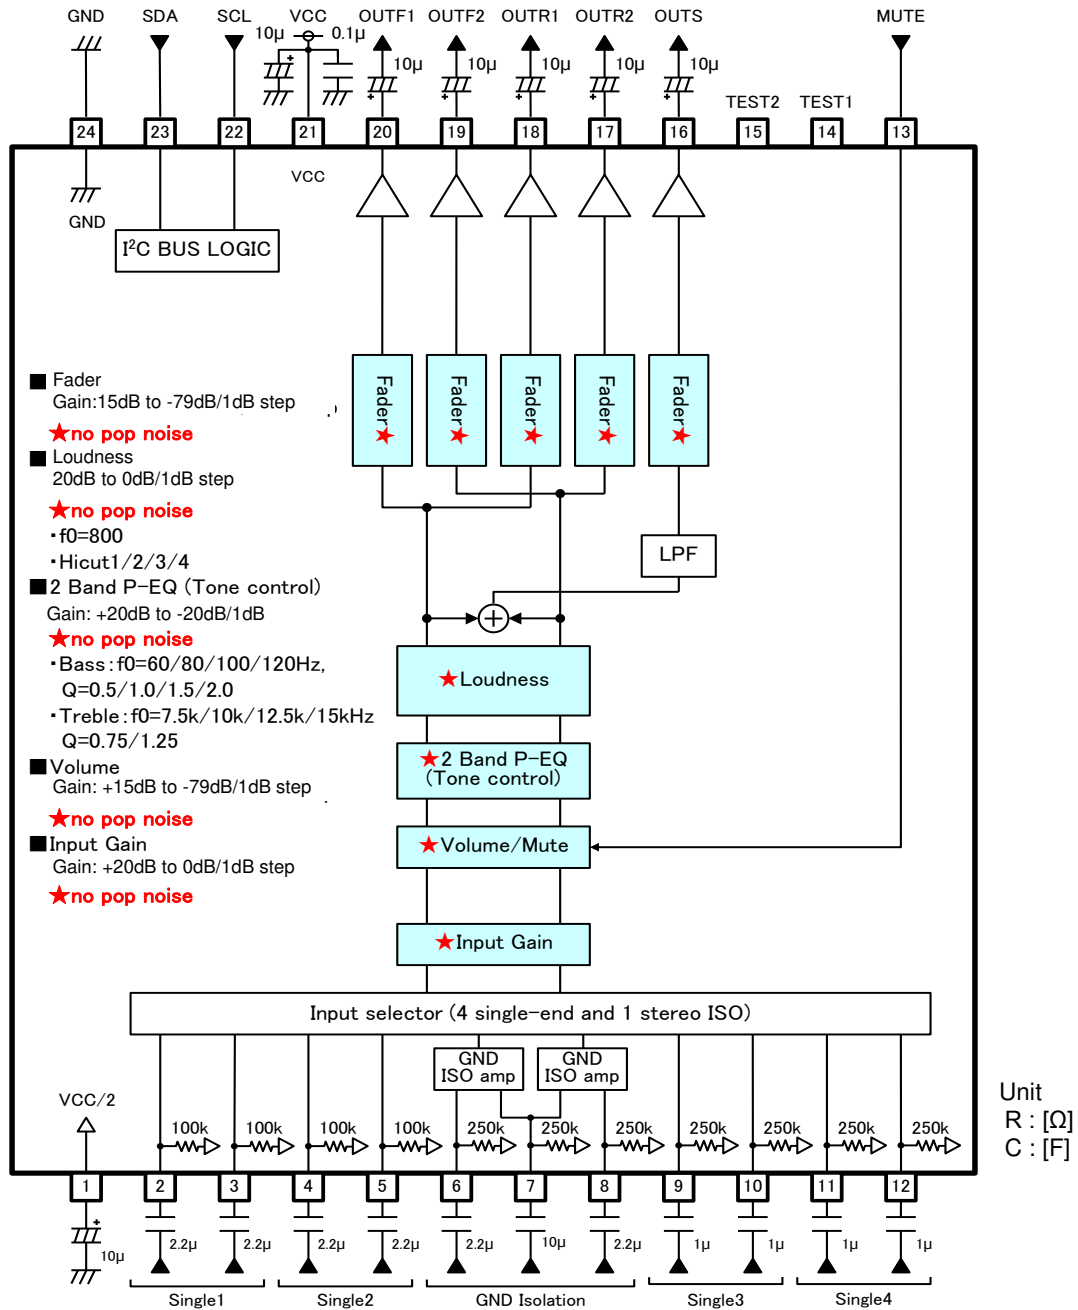 GND SDA SCL VCC OUTF1 OUTF2 OUTR1 OUTR2 OUTS MUTE
10μ 0.1μ 10μ 10μ 10μ 10μ 10μ
TEST2 TEST1
24 23 22 21 20 19 18 17 16 15 14 13
VCC
GND
I²C BUS LOGIC
Fader★ Fader★ Fader★ Fader★ Fader★
■ Fader
Gain:15dB to -79dB/1dB step
★no pop noise
■ Loudness
20dB to 0dB/1dB step
★no pop noise
・f0=800
・Hicut1/2/3/4
■2 Band P-EQ (Tone control)
Gain: +20dB to -20dB/1dB
★no pop noise
・Bass:f0=60/80/100/120Hz,
Q=0.5/1.0/1.5/2.0
・Treble:f0=7.5k/10k/12.5k/15kHz
Q=0.75/1.25
■Volume
Gain: +15dB to -79dB/1dB step
★no pop noise
■Input Gain
Gain: +20dB to 0dB/1dB step
★no pop noise
LPF
+
★Loudness
★2 Band P-EQ
(Tone control)
★Volume/Mute
★Input Gain
Input selector (4 single-end and 1 stereo ISO)
GND
ISO amp
GND
ISO amp
VCC/2
100k 100k 100k 100k 250k 250k 250k 250k 250k 250k 250k
Unit
R : [Ω]
C : [F]
1 2 3 4 5 6 7 8 9 10 11 12
10μ 2.2μ 2.2μ 2.2μ 2.2μ 2.2μ 10μ 2.2μ 1μ 1μ 1μ 1μ
Single1 Single2 GND Isolation Single3 Single4